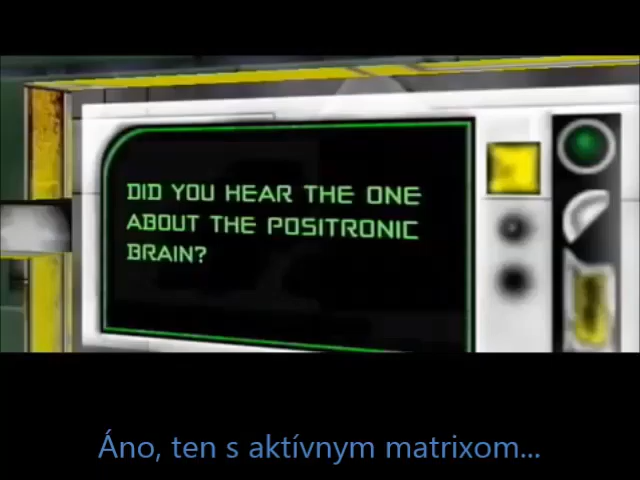 DID YOU HEAR THE ONE
ABOUT THE POSITRONIC
BRAIN?
Áno, ten s aktívnym matrixom...